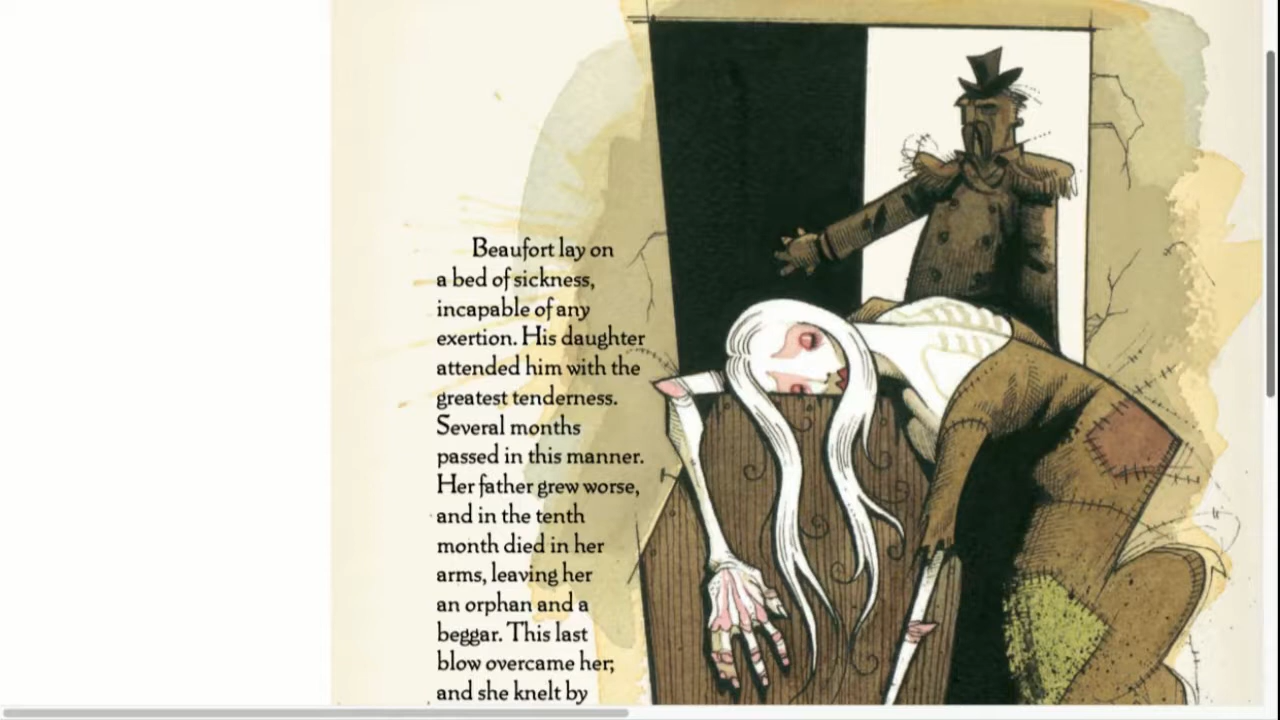 Beaufort lay on
a bed of sickness,
incapable of any
exertion. His daughter
attended him with the
greatest tenderness.
Several months
passed in this manner.
Her father grew worse,
and in the tenth
month died in her
arms, leaving her
an orphan and a
beggar. This last
blow overcame her;
and she knelt by